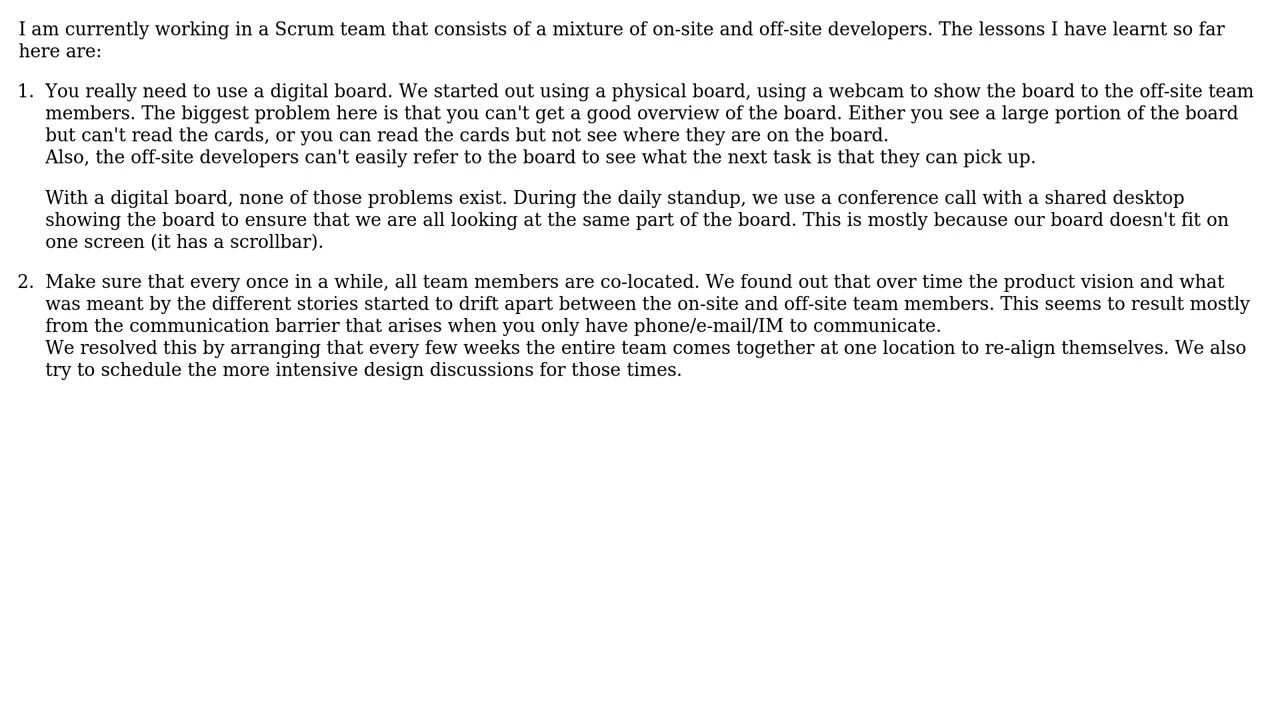 I am currently working in a Scrum team that consists of a mixture of on-site and off-site developers. The lessons I have learnt so far
here are:
1. You really need to use a digital board. We started out using a physical board, using a webcam to show the board to the off-site team
members. The biggest problem here is that you can't get a good overview of the board. Either you see a large portion of the board
but can't read the cards, or you can read the cards but not see where they are on the board.
Also, the off-site developers can't easily refer to the board to see what the next task is that they can pick up.
With a digital board, none of those problems exist. During the daily standup, we use a conference call with a shared desktop
showing the board to ensure that we are all looking at the same part of the board. This is mostly because our board doesn't fit on
one screen (it has a scrollbar).
2. Make sure that every once in a while, all team members are co-located. We found out that over time the product vision and what
was meant by the different stories started to drift apart between the on-site and off-site team members. This seems to result mostly
from the communication barrier that arises when you only have phone/e-mail/IM to communicate.
We resolved this by arranging that every few weeks the entire team comes together at one location to re-align themselves. We also
try to schedule the more intensive design discussions for those times.